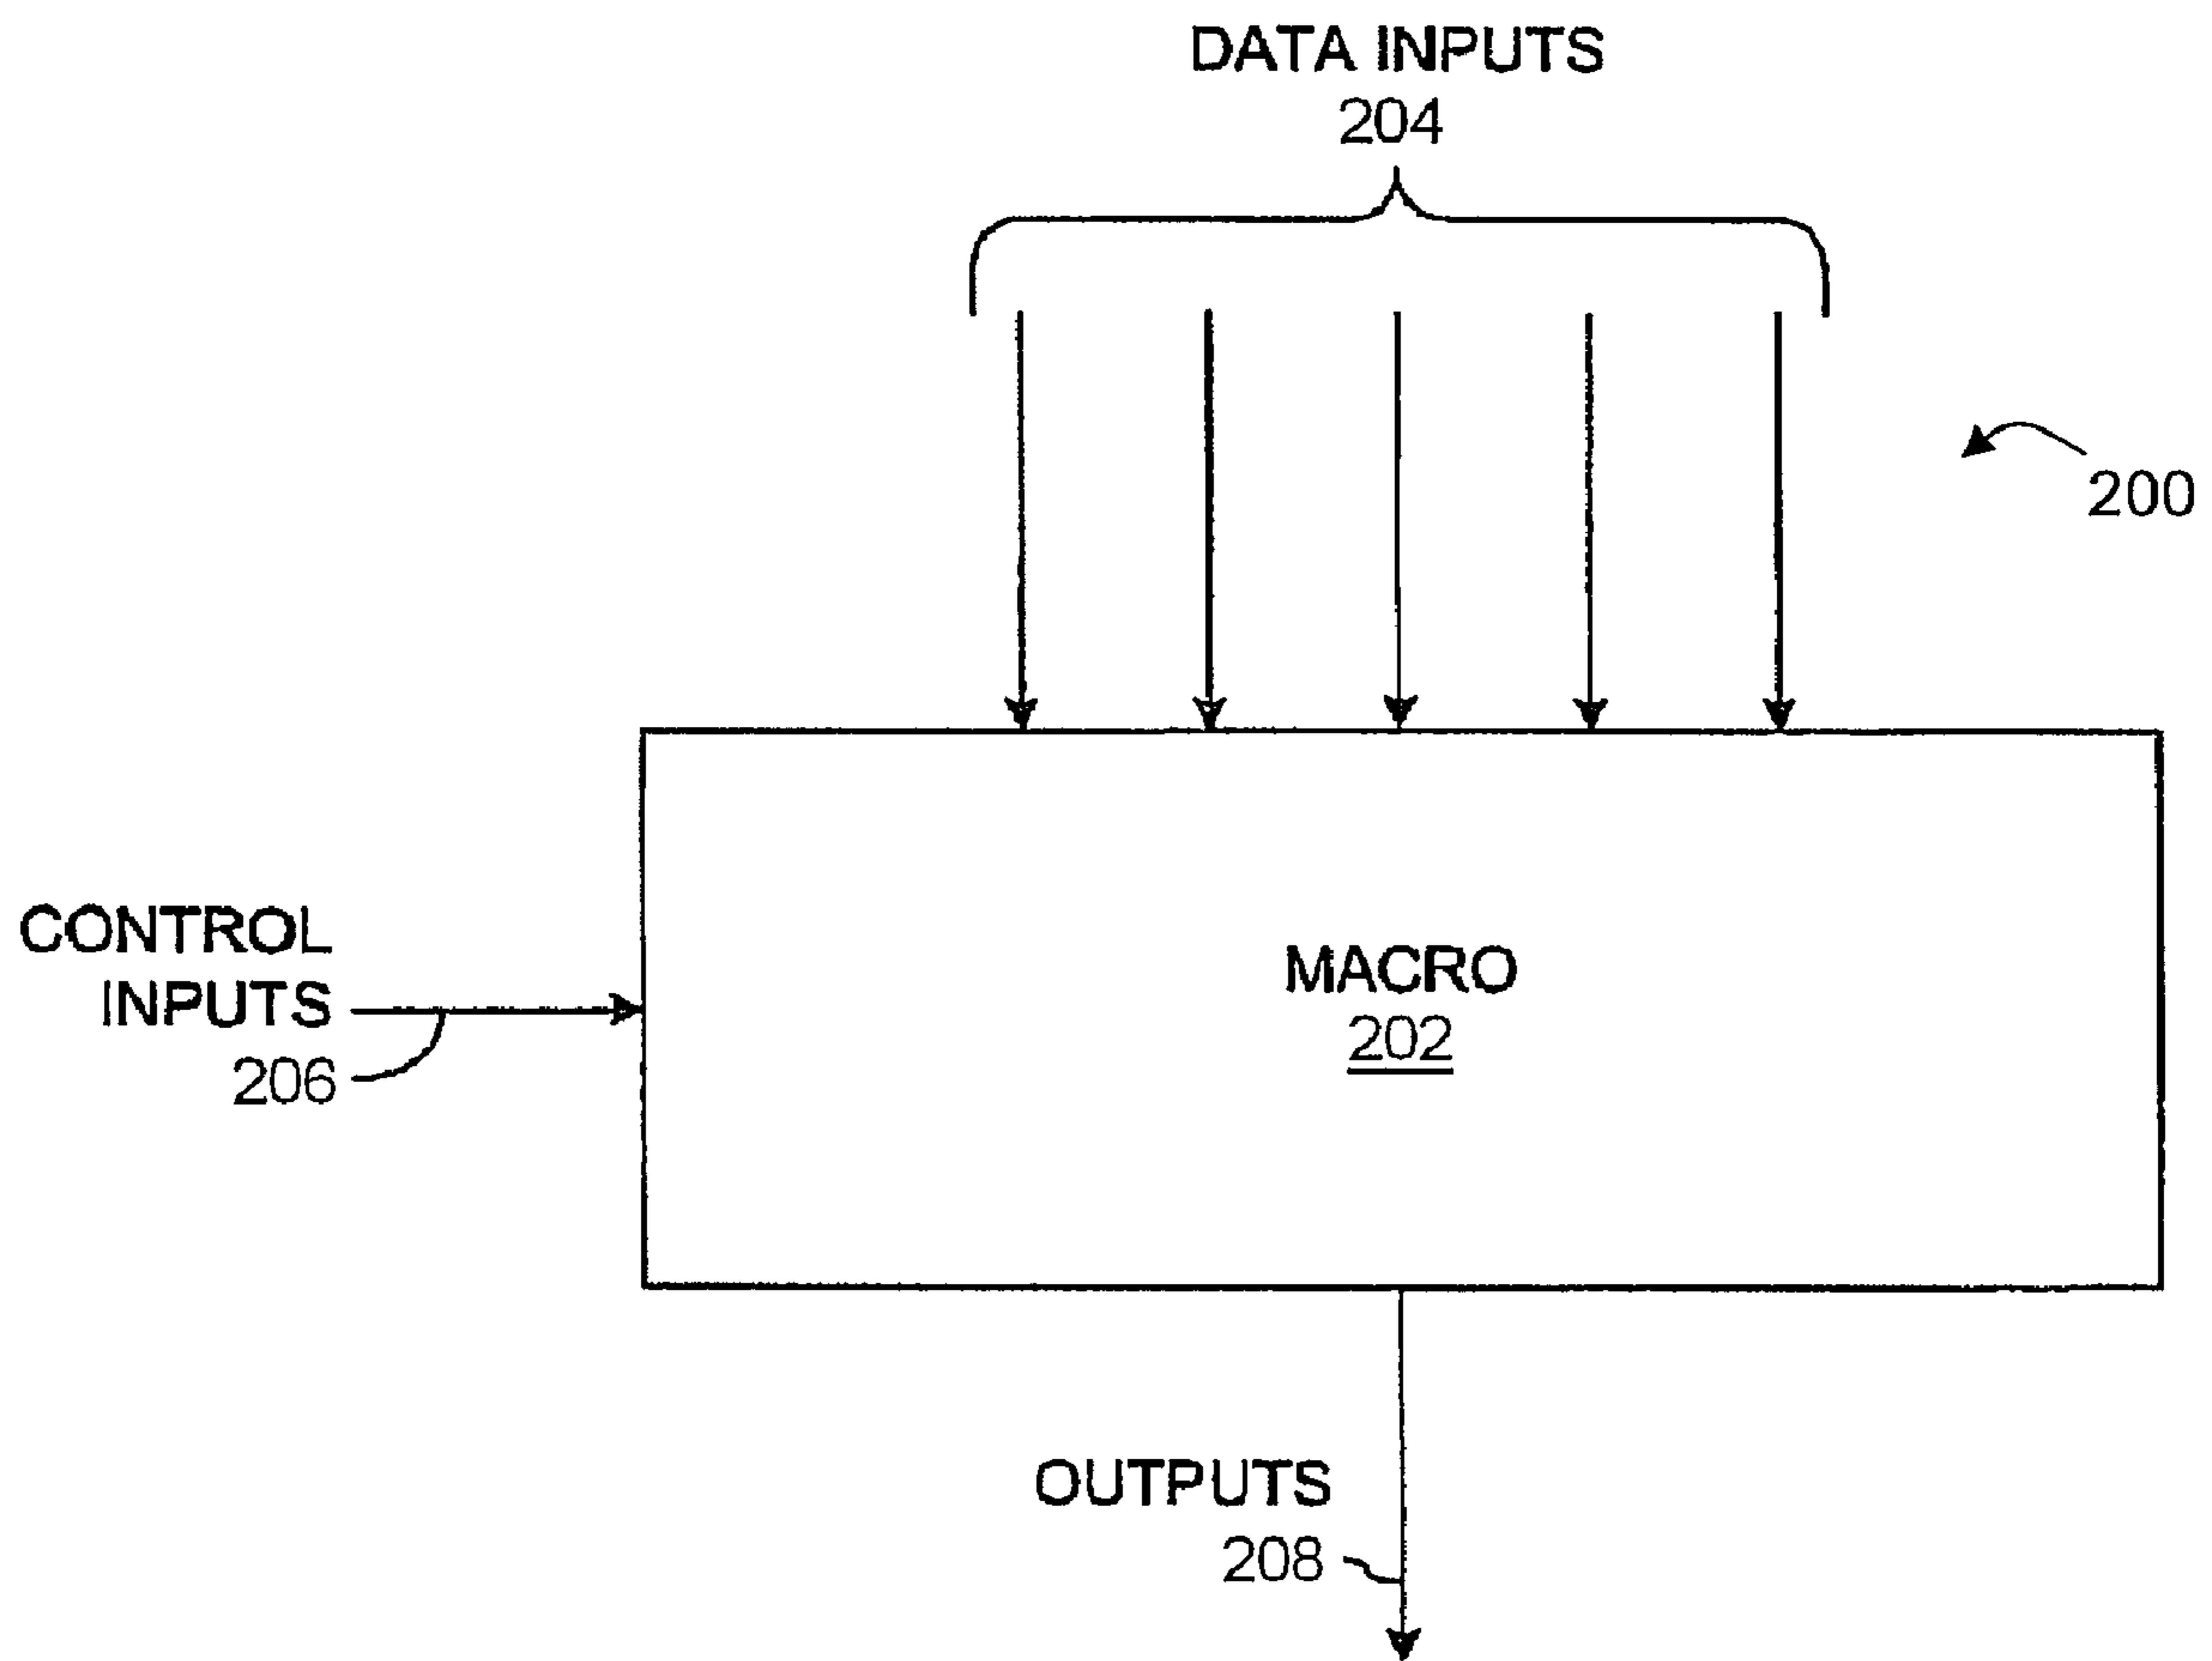 DATA INPUTS
204
200
CONTROL
INPUTS
206
MACRO
202
OUTPUTS
208